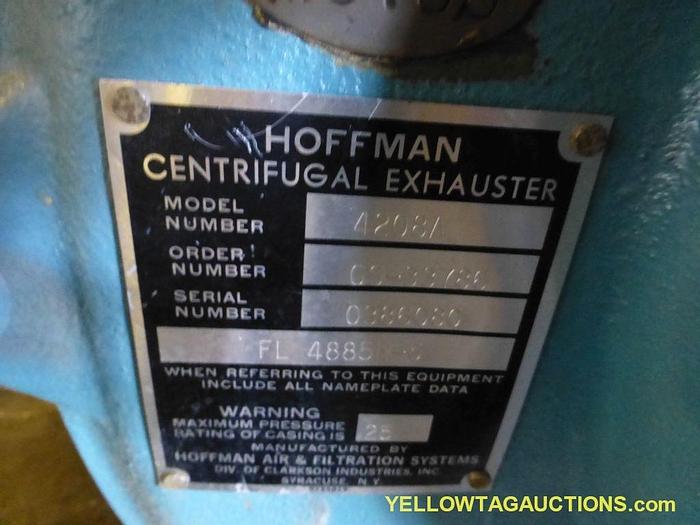 HOFFMAN
CENTRIFUGAL EXHAUSTER
MODEL NUMBER 4208A
ORDER NUMBER
SERIAL NUMBER
FL
WHEN REFERRING TO THIS EQUIPMENT
INCLUDE ALL NAMEPLATE DATA
WARNING
MAXIMUM PRESSURE
RATING OF CASING IS 25
MANUFACTURED BY
HOFFMAN AIR & FILTRATION SYSTEMS
DIV. OF CLARKSON INDUSTRIES, INC.
SYRACUSE, N.Y.
YELLOWTAGAUCTIONS.com